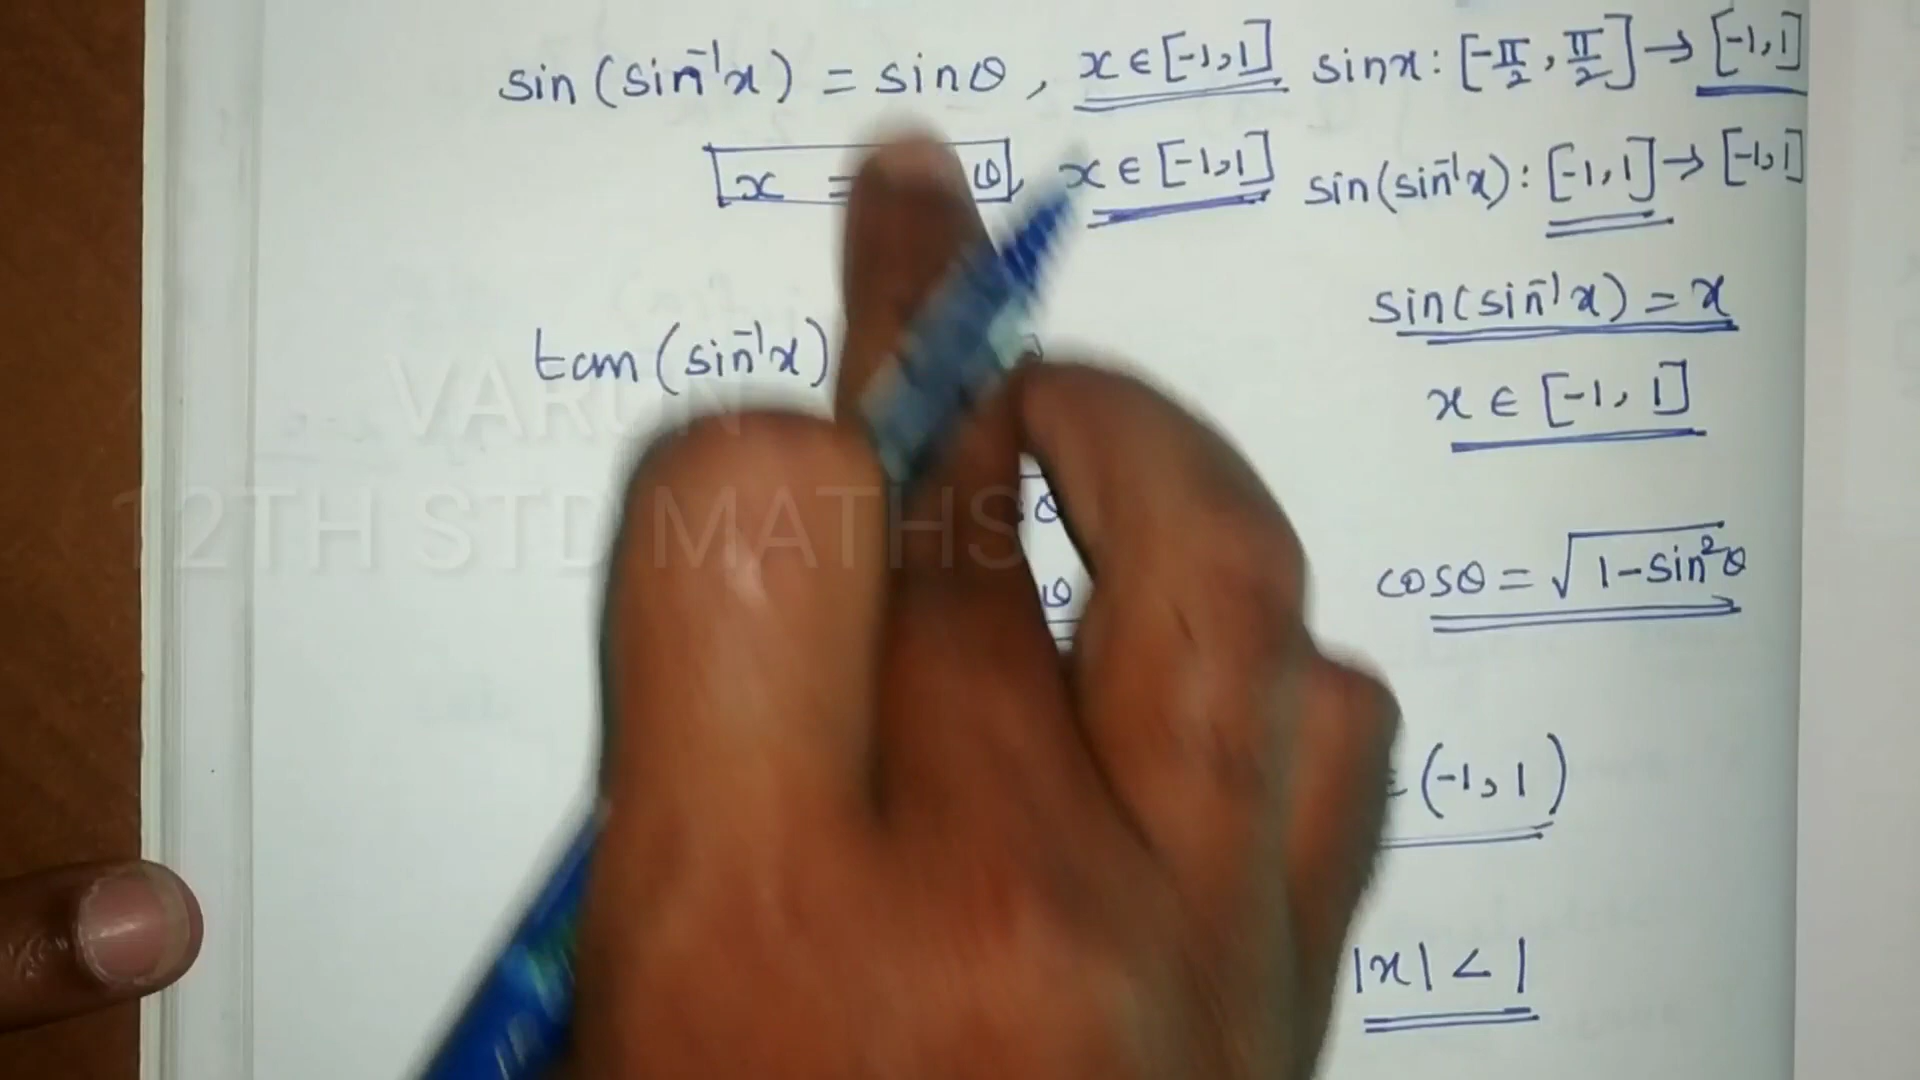 sin(sin⁻¹x) = sinθ, x ∈ [-1,1] sinx: [-π/2, π/2] → [-1,1]
x = θ, x ∈ [-1,1] sin(sin⁻¹x): [-1,1] → [-1,1]
sin(sin⁻¹x) = x
tan(sin⁻¹x)
x ∈ [-1, 1]
VARUN
12TH STD MATHS
θ
cosθ = √1-sin²θ
θ
∈ (-1, 1)
|x| < 1